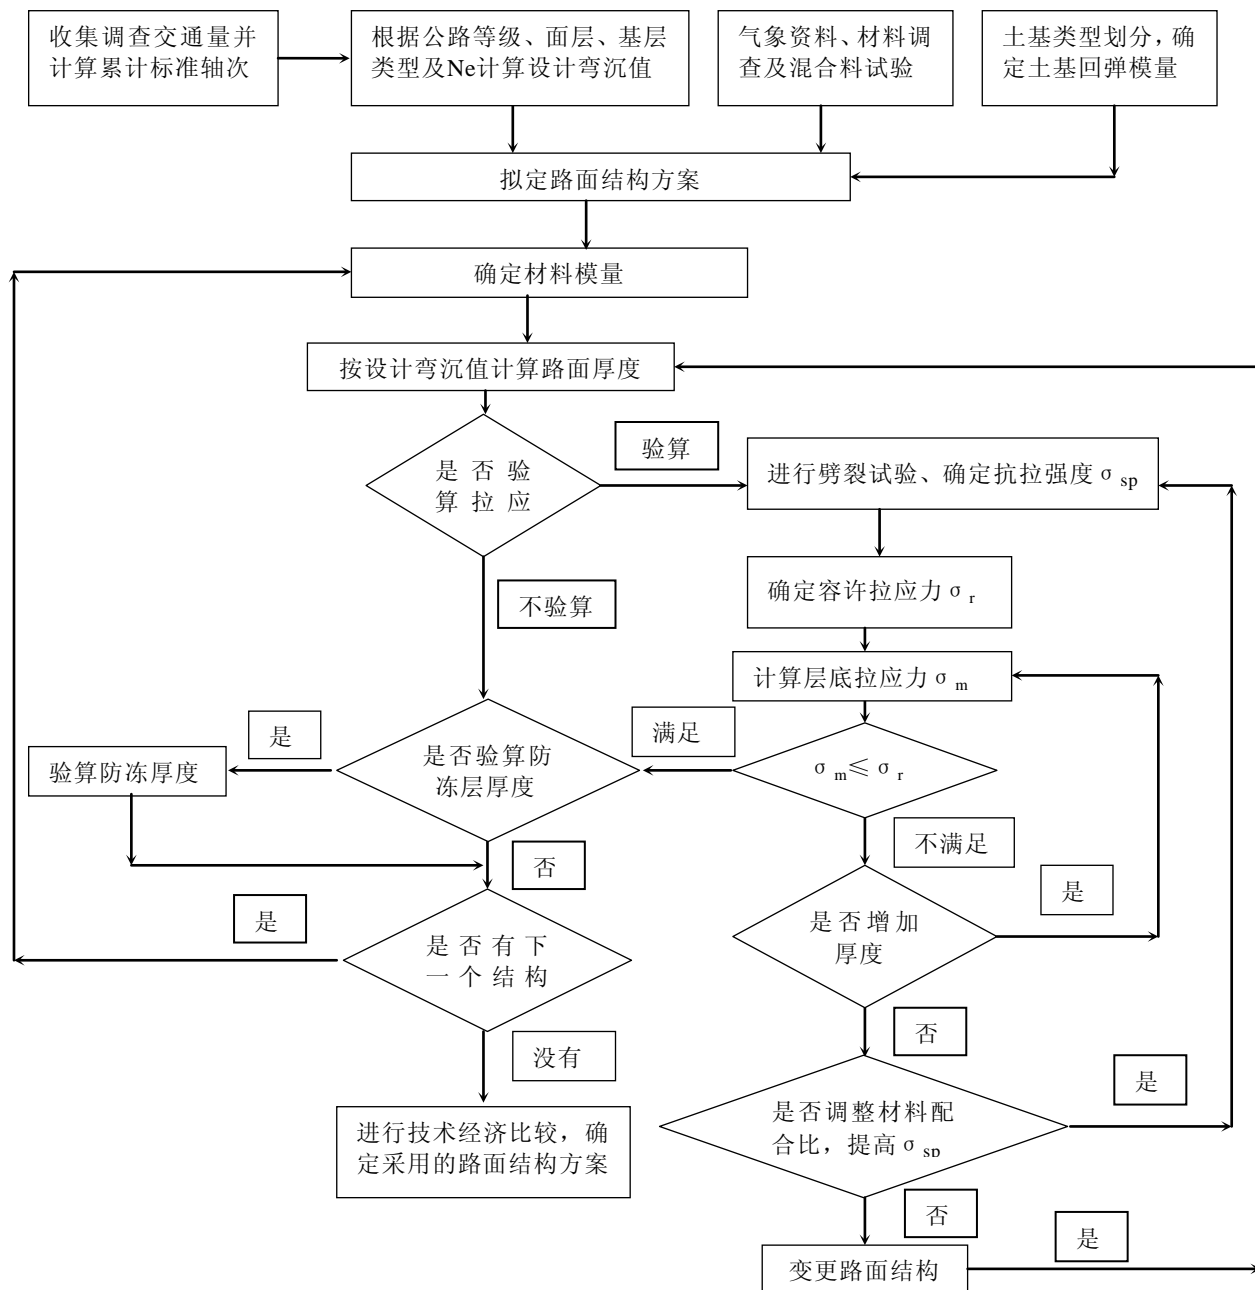 收集调查交通量并
计算累计标准轴次
根据公路等级、面层、基层
类型及Ne计算设计弯沉值
气象资料、材料调
查及混合料试验
土基类型划分，确
定土基回弹模量
拟定路面结构方案
确定材料模量
按设计弯沉值计算路面厚度
是否验
算拉应
验算
进行劈裂试验、确定抗拉强度σsp
不验算
确定容许拉应力σr
计算层底拉应力σm
是
满足
验算防冻厚度
是否验算防
冻层厚度
σm≤σr
不满足
否
是
是
是否有下
一个结构
是否增加
厚度
没有
否
是
进行技术经济比较，确
定采用的路面结构方案
是否调整材料配
合比，提高σsp
否
是
变更路面结构